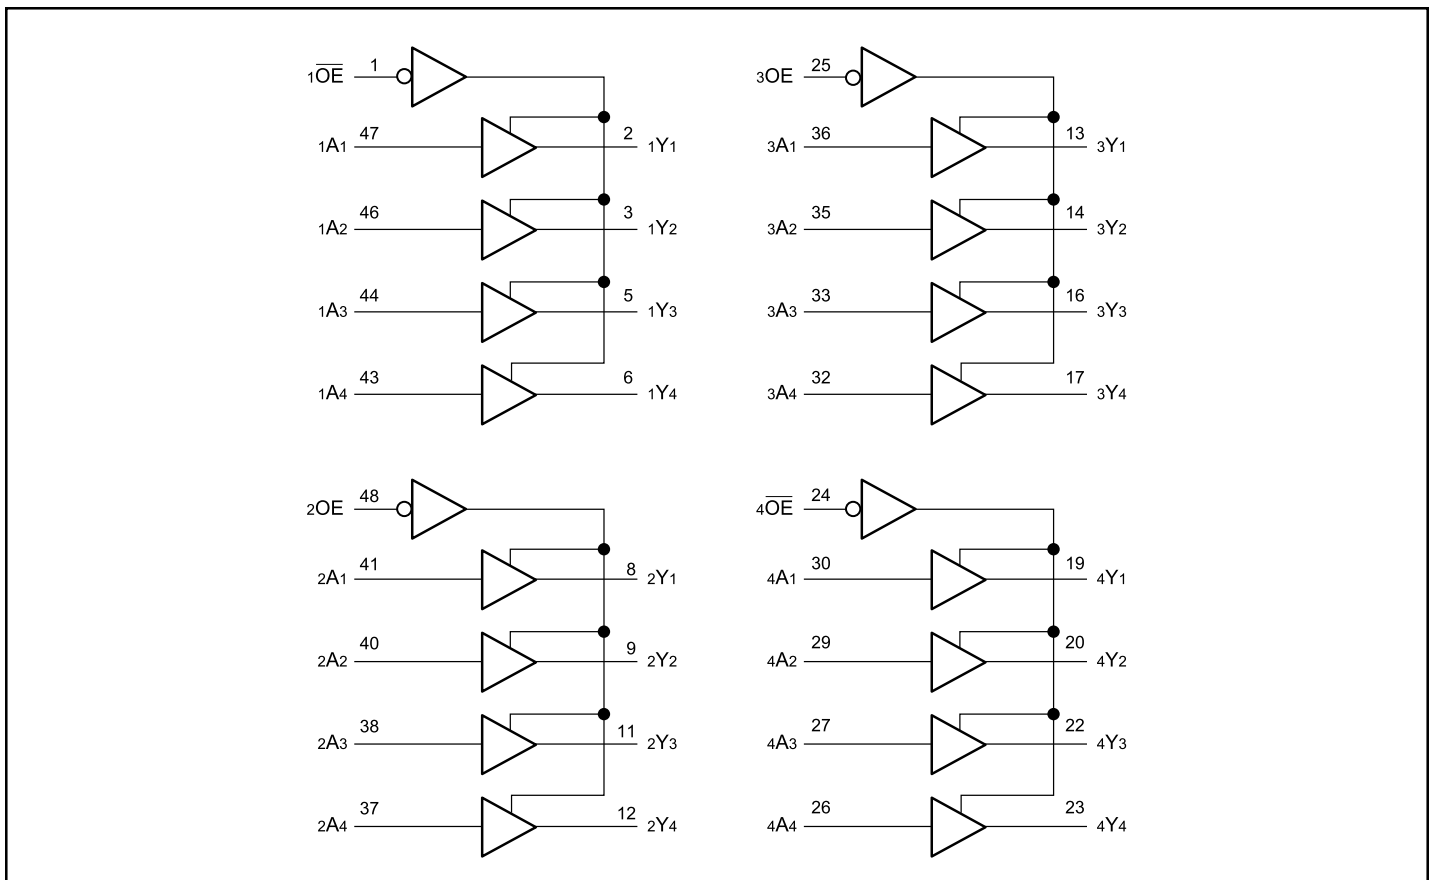 1O̅E̅ 1
1A1 47 2 1Y1
1A2 46 3 1Y2
1A3 44 5 1Y3
1A4 43 6 1Y4
3OE 25
3A1 36 13 3Y1
3A2 35 14 3Y2
3A3 33 16 3Y3
3A4 32 17 3Y4
2OE 48
2A1 41 8 2Y1
2A2 40 9 2Y2
2A3 38 11 2Y3
2A4 37 12 2Y4
4O̅E̅ 24
4A1 30 19 4Y1
4A2 29 20 4Y2
4A3 27 22 4Y3
4A4 26 23 4Y4